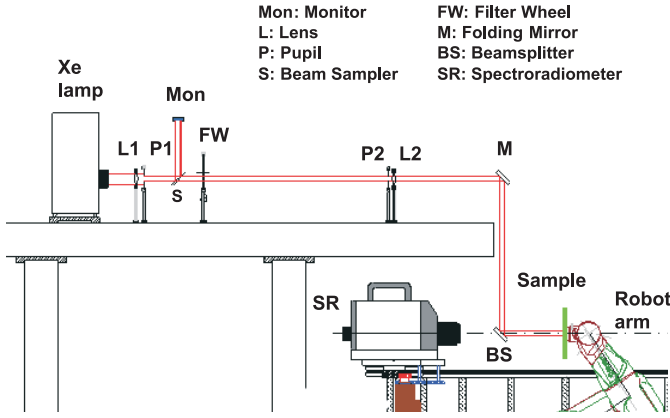 Mon: Monitor
FW: Filter Wheel
L: Lens
M: Folding Mirror
P: Pupil
BS: Beamsplitter
S: Beam Sampler
SR: Spectroradiometer
Xe
lamp
Mon
L1 P1
FW
P2 L2
M
S
Sample
SR
Robot
arm
BS